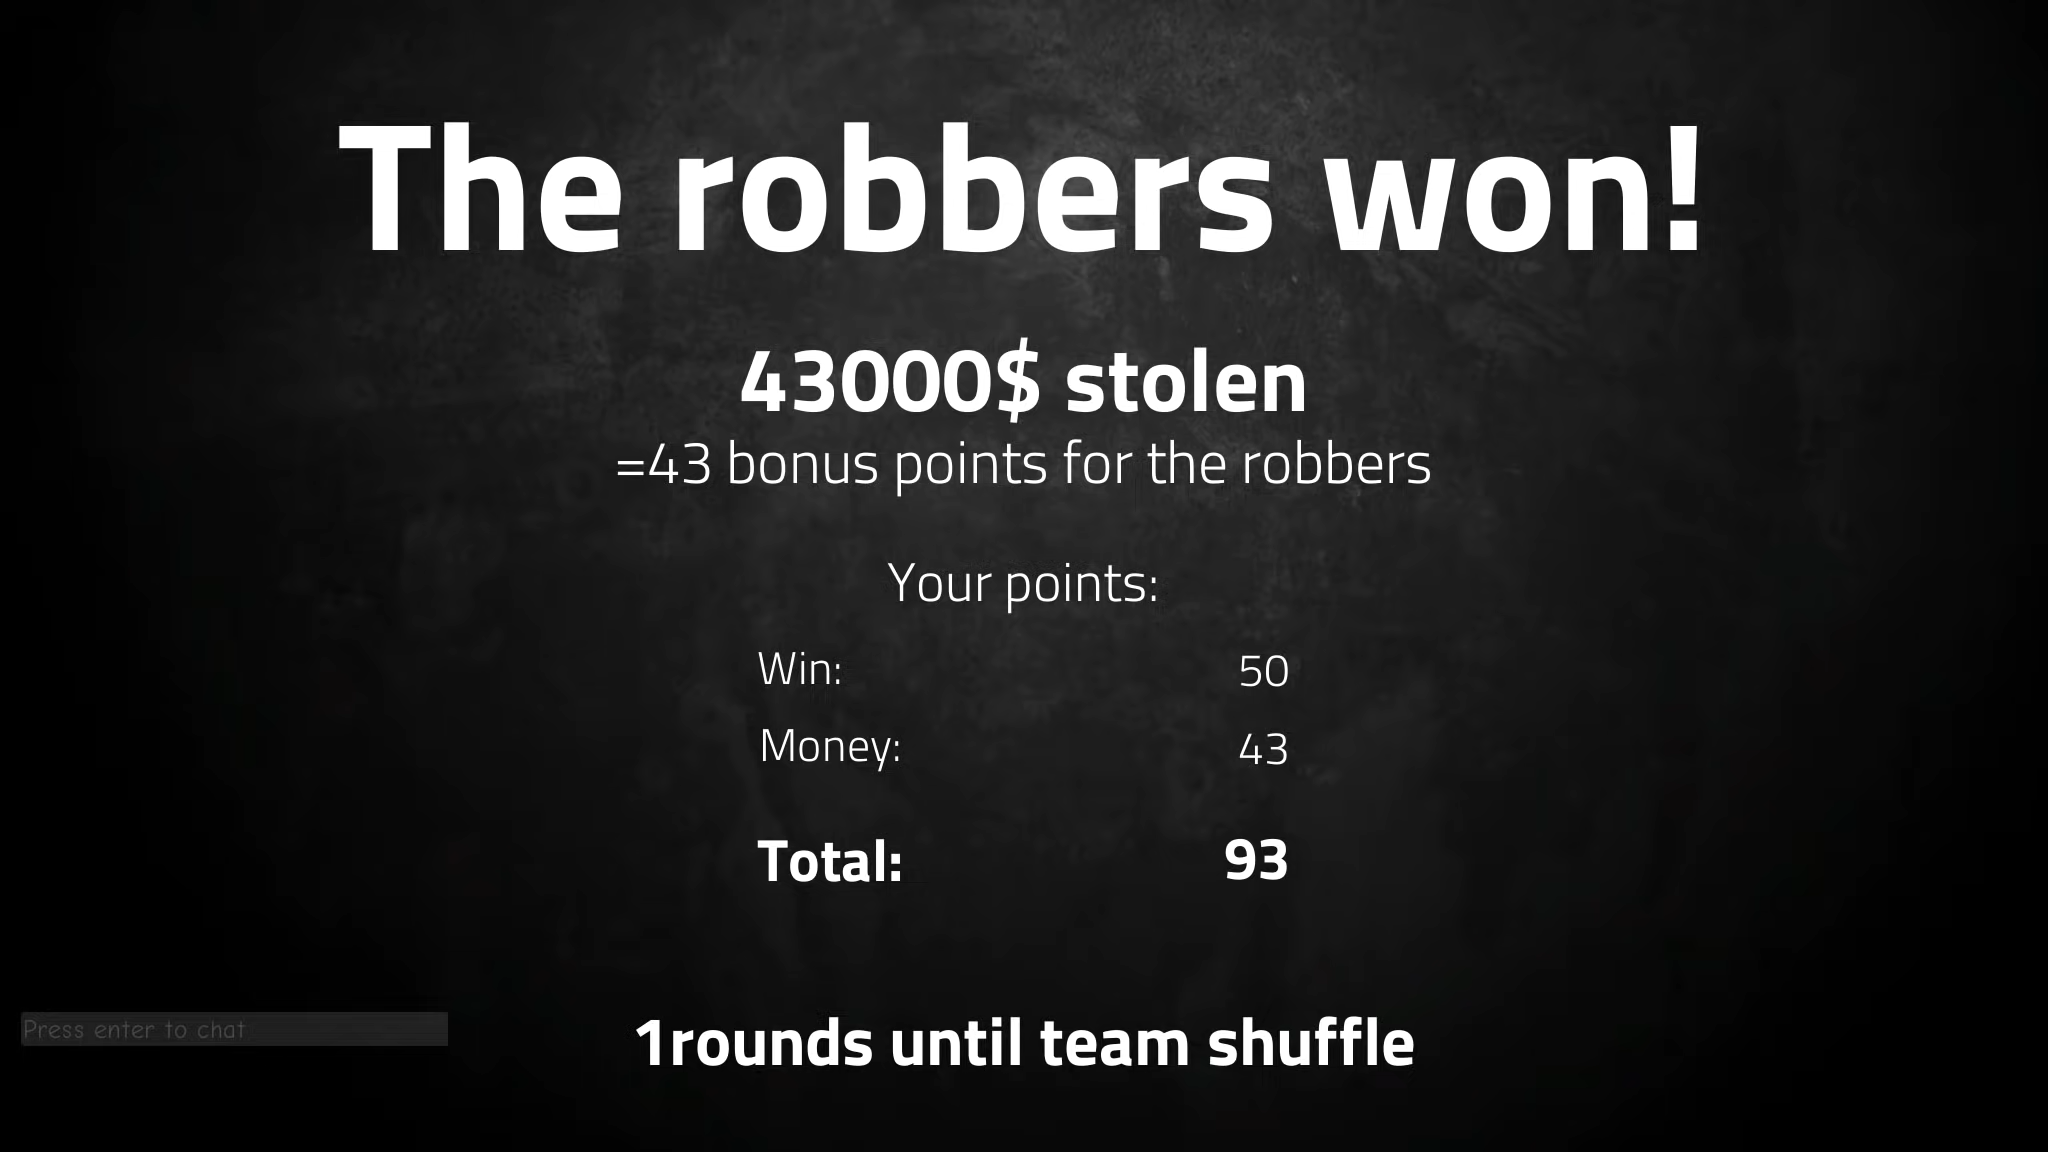 The robbers won!
43000$ stolen
=43 bonus points for the robbers
Your points:
Win: 50
Money: 43
Total: 93
Press enter to chat
1rounds until team shuffle